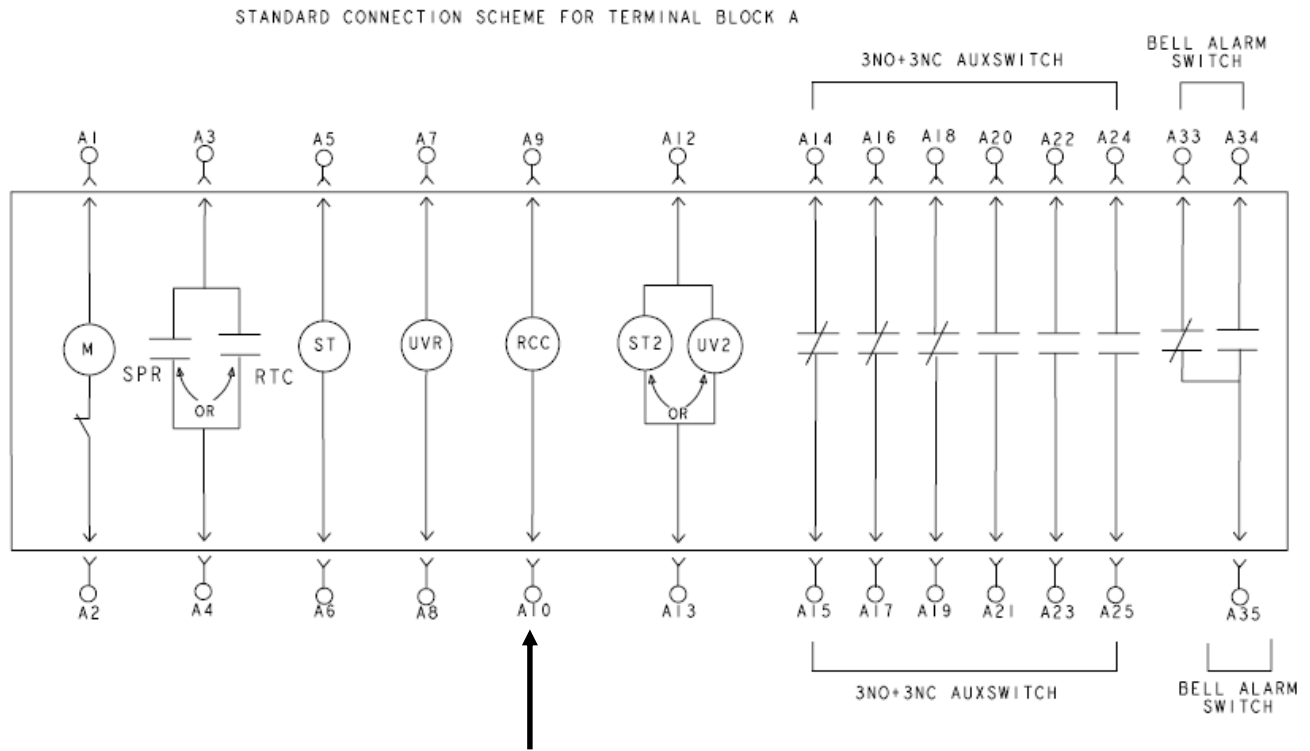 STANDARD CONNECTION SCHEME FOR TERMINAL BLOCK A
3NO+3NC AUXSWITCH
BELL ALARM
SWITCH
A1 A3 A5 A7 A9 A12 A14 A16 A18 A20 A22 A24 A33 A34
M ST UVR RCC ST2 UV2
SPR RTC
OR OR
A2 A4 A6 A8 A10 A13 A15 A17 A19 A21 A23 A25 A35
3NO+3NC AUXSWITCH
BELL ALARM
SWITCH